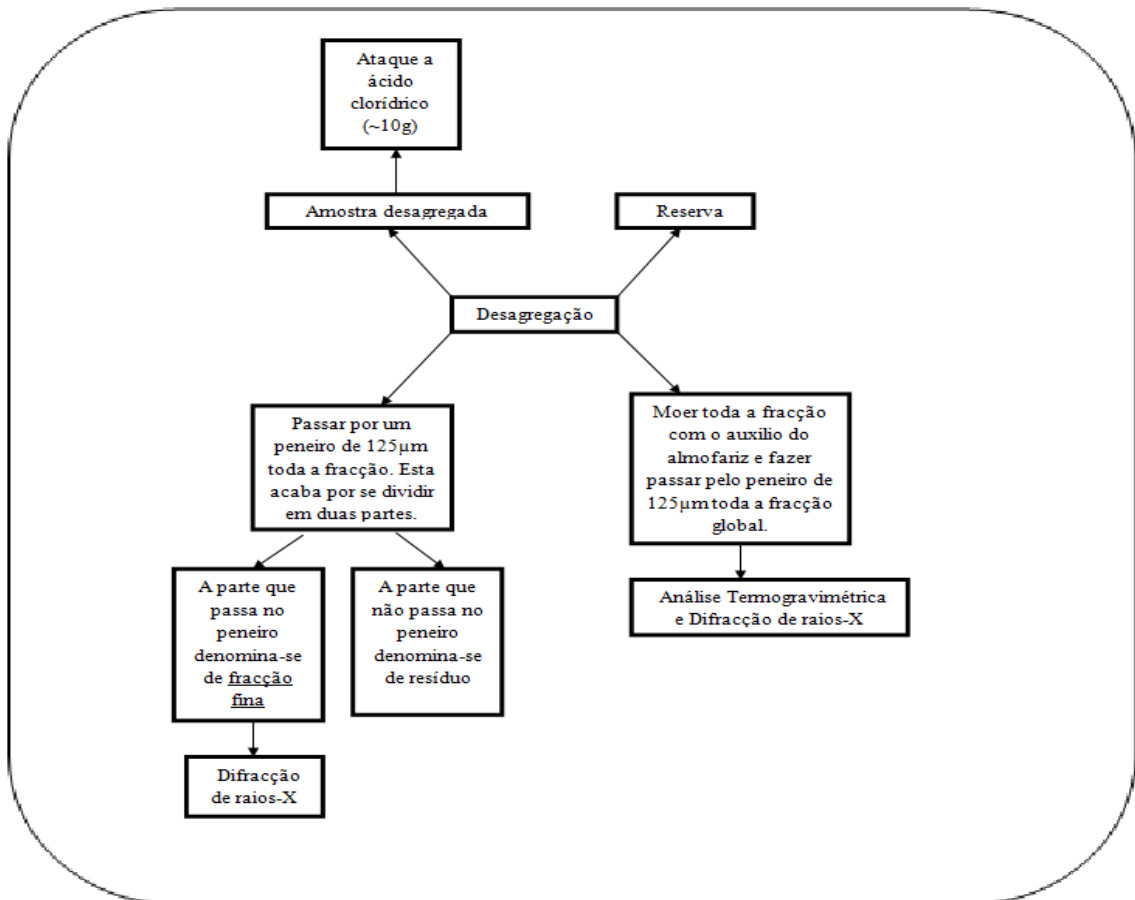 Ataque a
ácido
clorídrico
(~10g)
Amostra desagregada
Reserva
Desagregação
Passar por um
peneiro de 125µm
toda a fracção. Esta
acaba por se dividir
em duas partes.
Moer toda a fracção
com o auxilio do
almofariz e fazer
passar pelo peneiro de
125µm toda a fracção
global.
A parte que
passa no
peneiro
denomina-se
de fracção
fina
A parte que
não passa no
peneiro
denomina-se
de resíduo
Análise Termogravimétrica
e Difracção de raios-X
Difracção
de raios-X